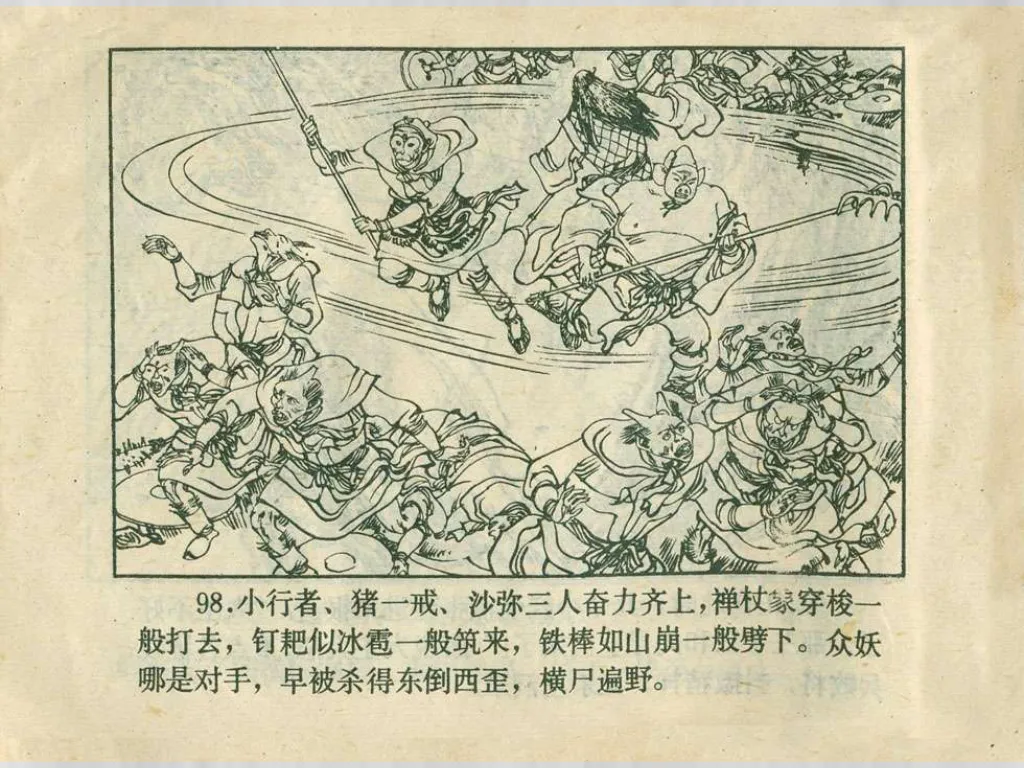 98.小行者、猪一戒、沙弥三人奋力齐上,禅杖象穿梭一
般打去，钉耙似冰雹一般筑来，铁棒如山崩一般劈下。众妖
哪是对手，早被杀得东倒西歪，横尸遍野。